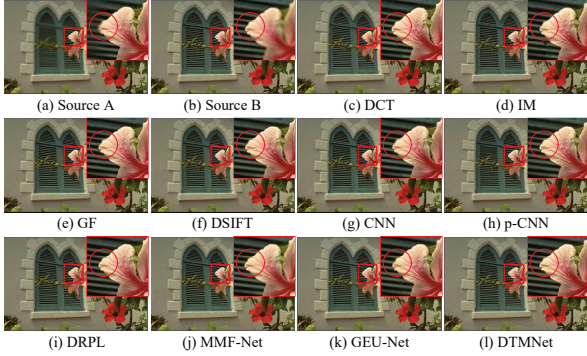 (a) Source A (b) Source B (c) DCT (d) IM
(e) GF (f) DSIFT (g) CNN (h) p-CNN
(i) DRPL (j) MMF-Net (k) GEU-Net (l) DTMNet